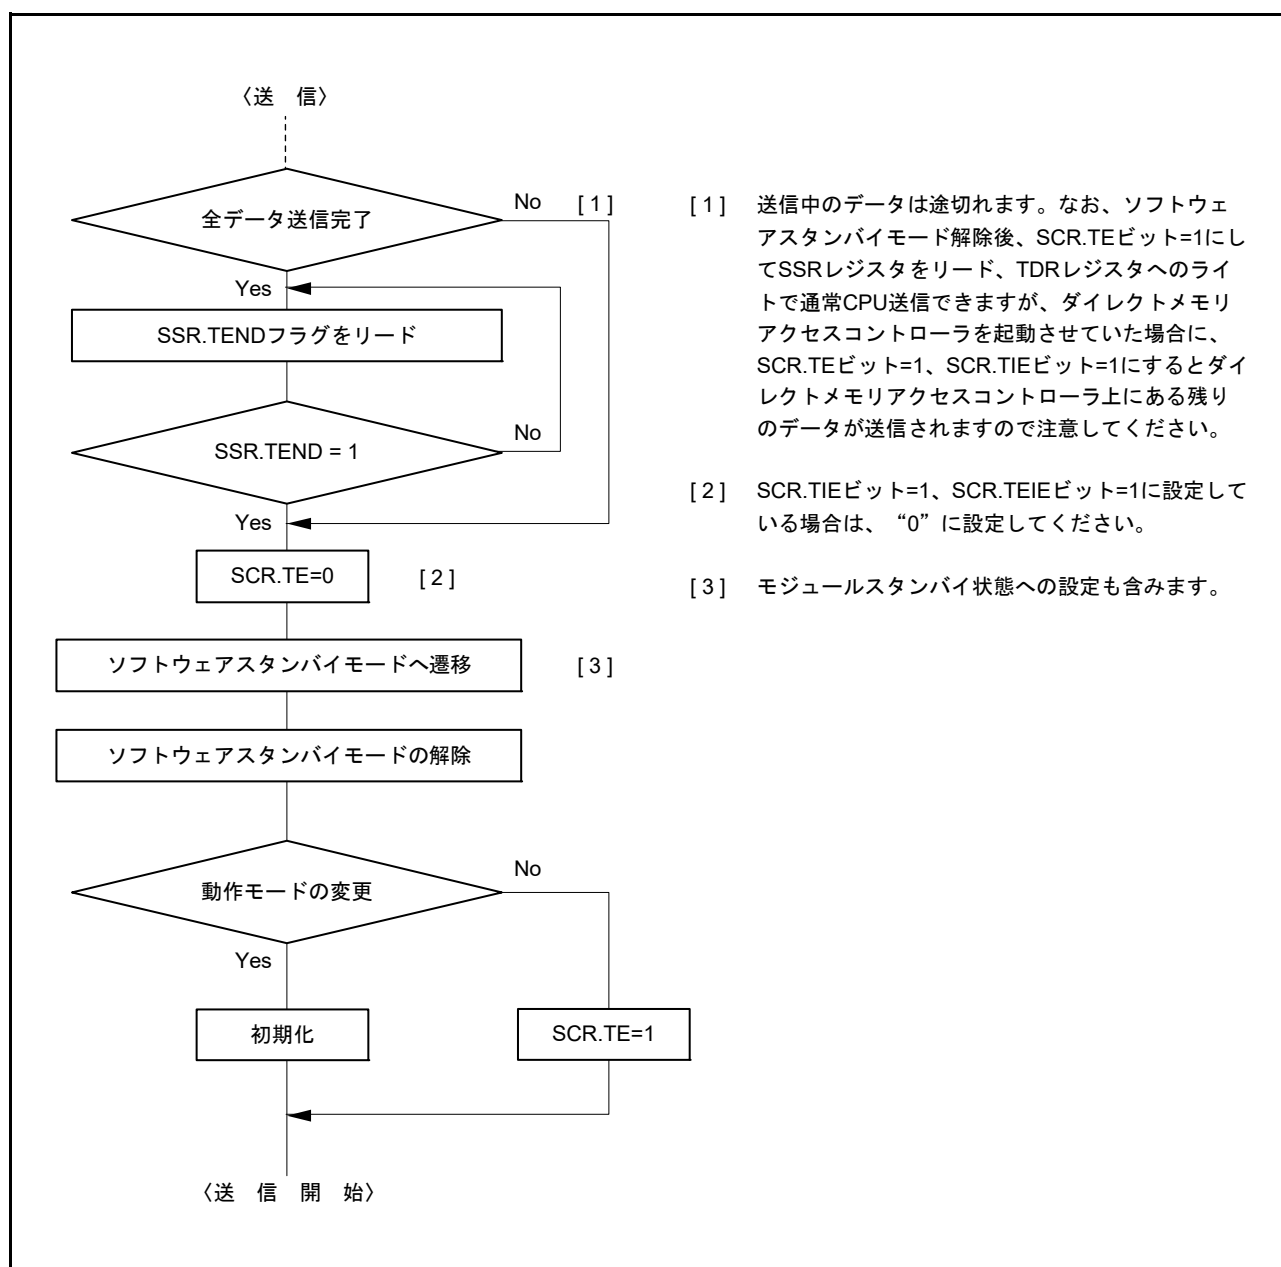 〈送　信〉
全データ送信完了
No
[ 1 ]
Yes
SSR.TENDフラグをリード
SSR.TEND = 1
No
Yes
SCR.TE=0
[ 2 ]
ソフトウェアスタンバイモードへ遷移
[ 3 ]
ソフトウェアスタンバイモードの解除
動作モードの変更
No
Yes
初期化
SCR.TE=1
〈送　信　開　始〉
[ 1 ] 送信中のデータは途切れます。なお、ソフトウェ
アスタンバイモード解除後、SCR.TEビット=1にし
てSSRレジスタをリード、TDRレジスタへのライ
トで通常CPU送信できますが、ダイレクトメモリ
アクセスコントローラを起動させていた場合に、
SCR.TEビット=1、SCR.TIEビット=1にするとダイ
レクトメモリアクセスコントローラ上にある残り
のデータが送信されますので注意してください。
[ 2 ] SCR.TIEビット=1、SCR.TEIEビット=1に設定して
いる場合は、“0”に設定してください。
[ 3 ] モジュールスタンバイ状態への設定も含みます。